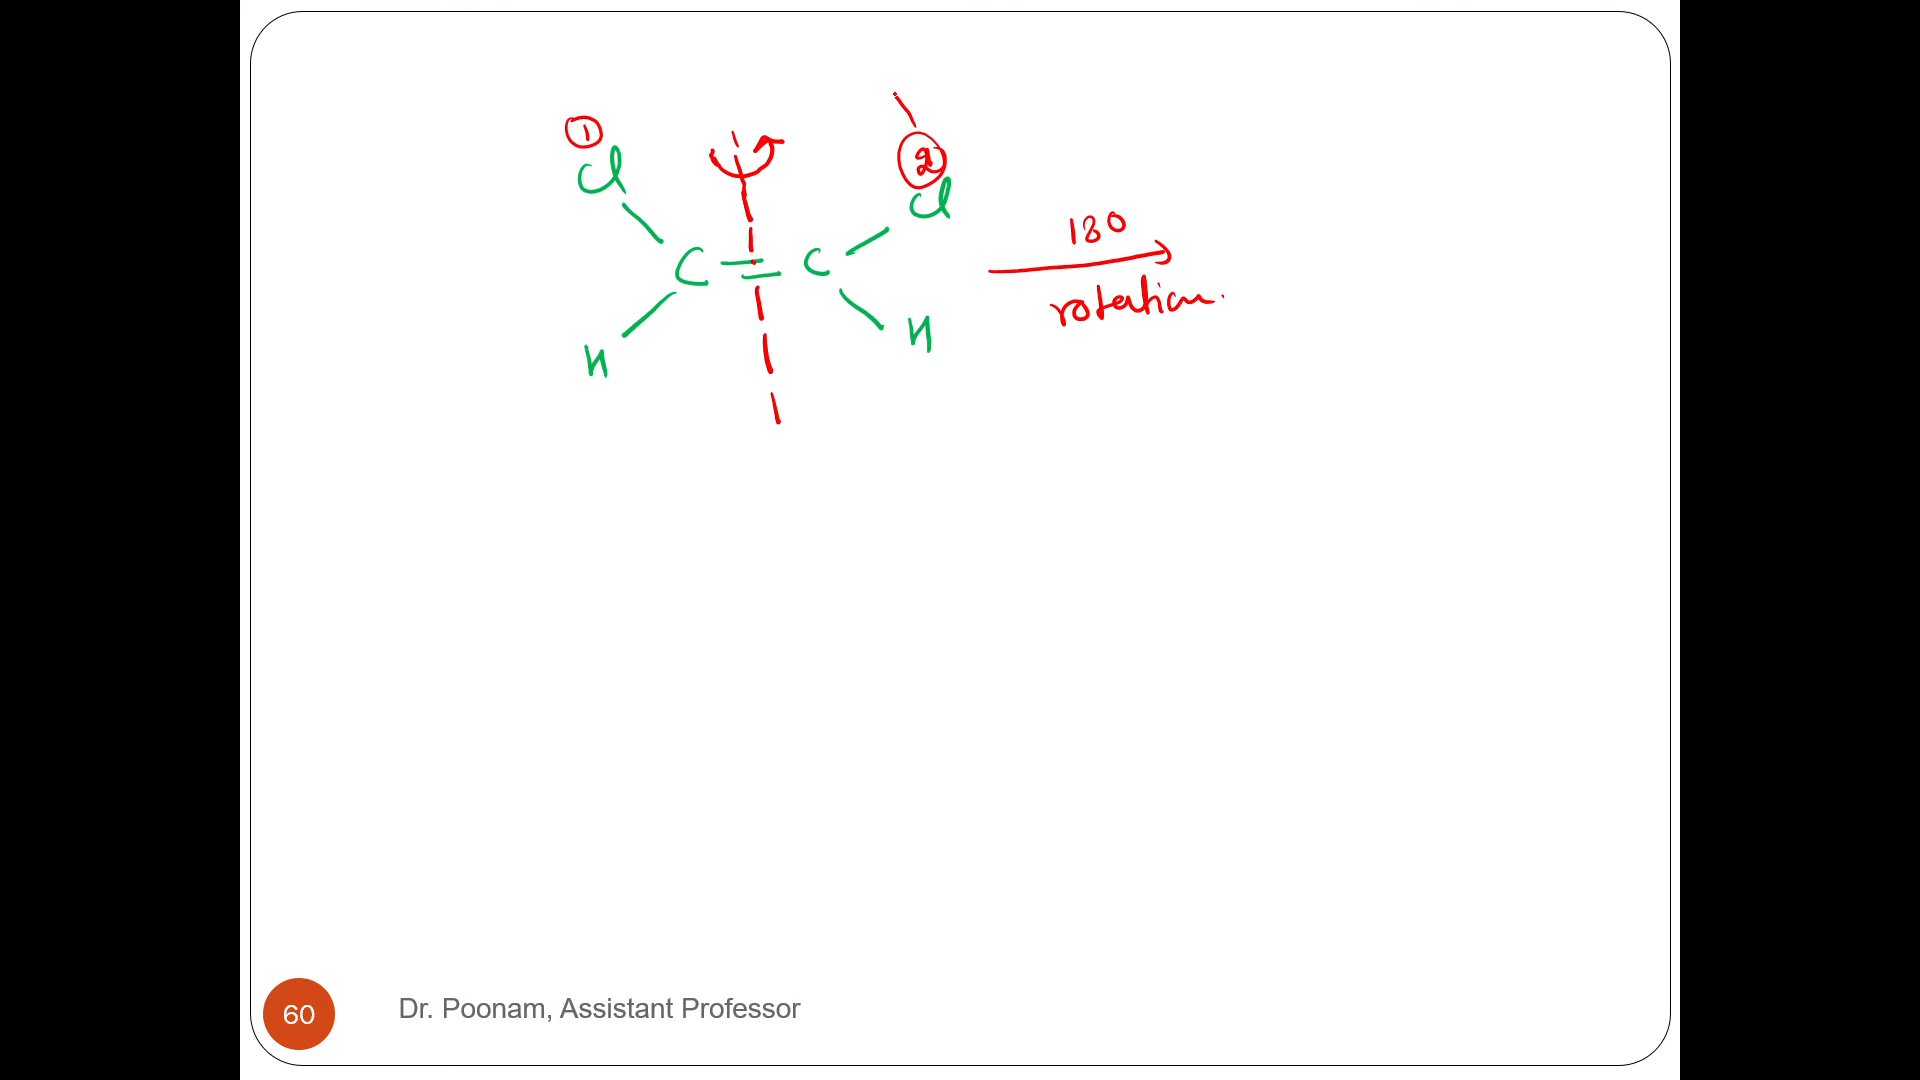 1 2
Cl Cl
C = C
H H
180
rotation.
60 Dr. Poonam, Assistant Professor